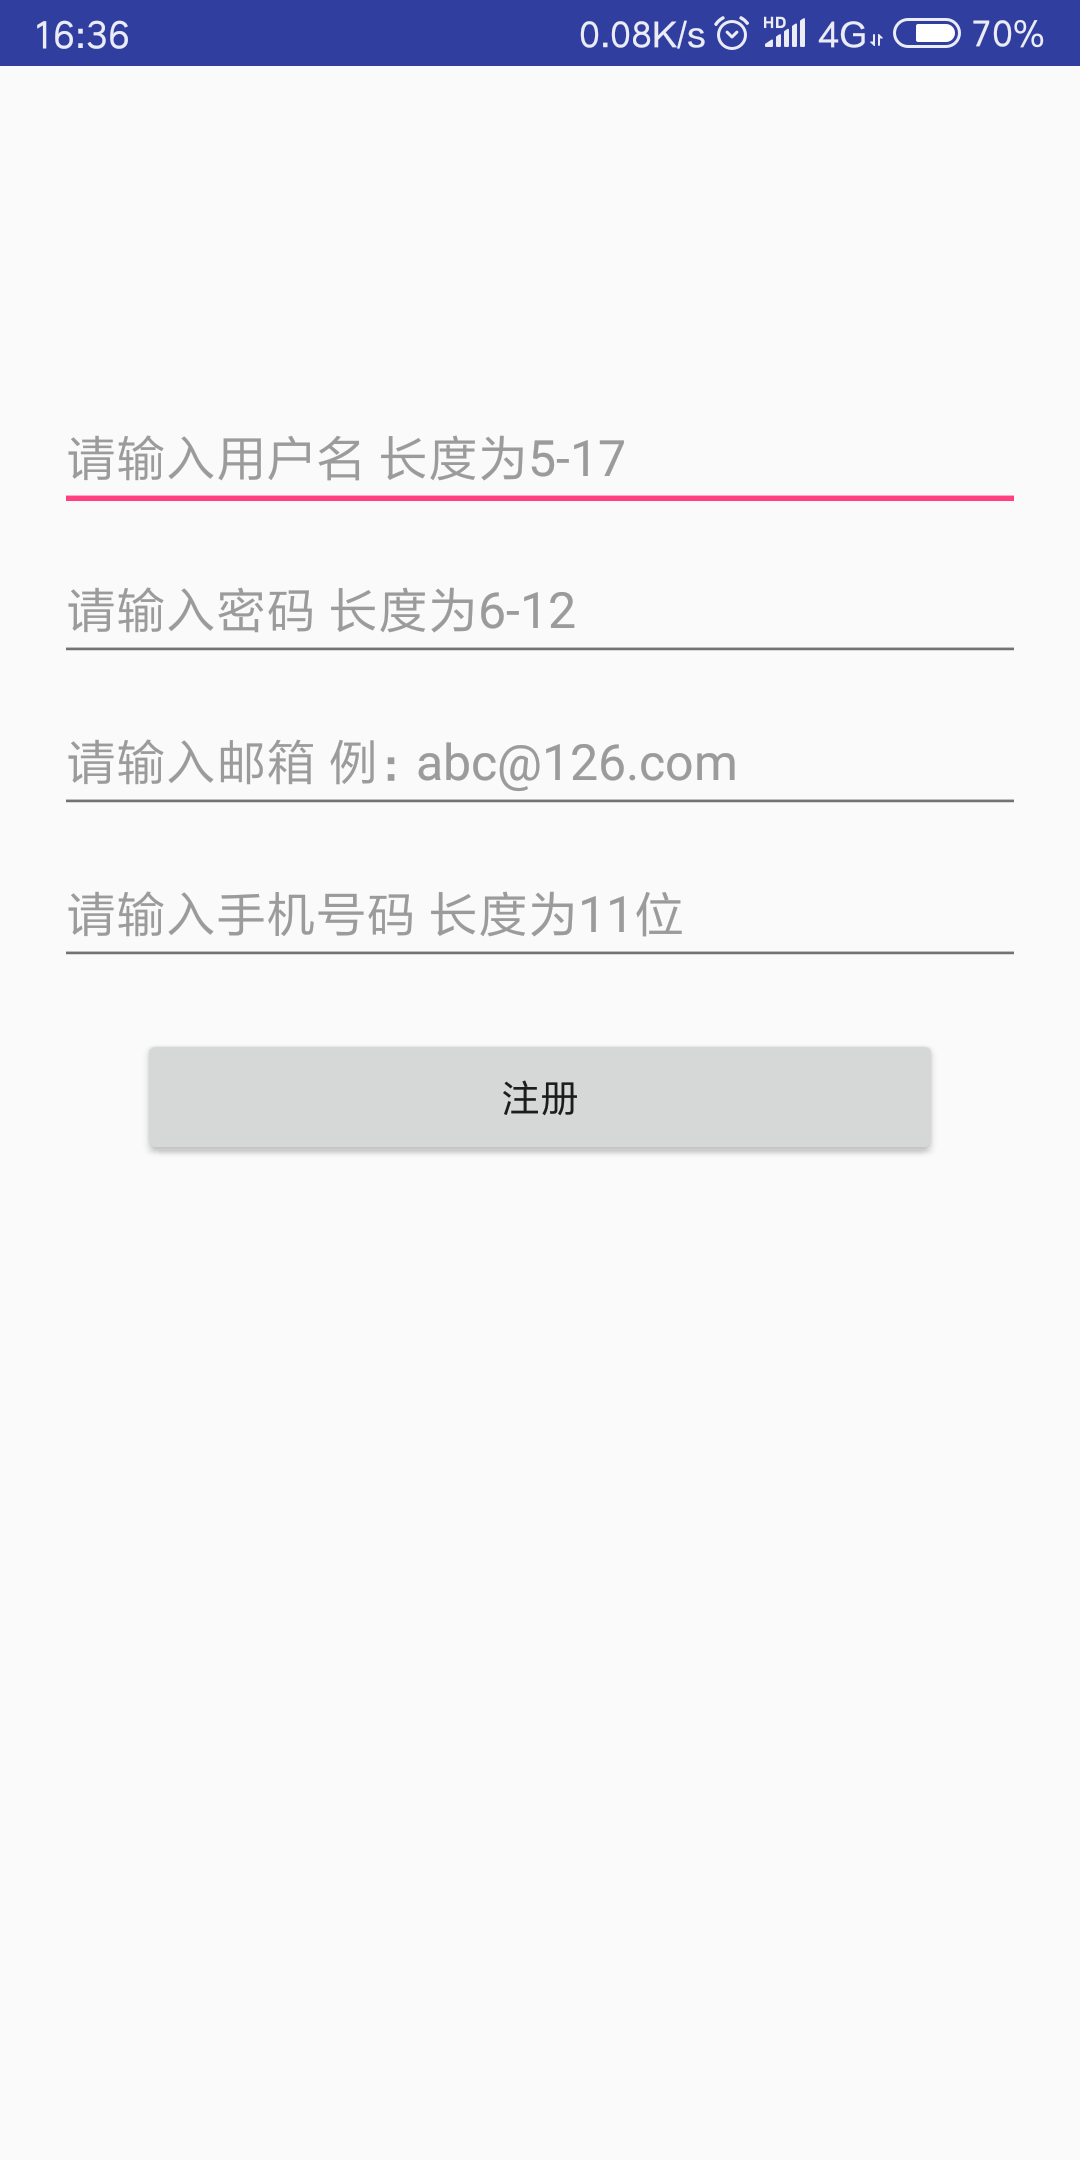 16:36 0.08K/s HD 4G 70%
请输入用户名 长度为5-17
请输入密码 长度为6-12
请输入邮箱 例：abc@126.com
请输入手机号码 长度为11位
注册